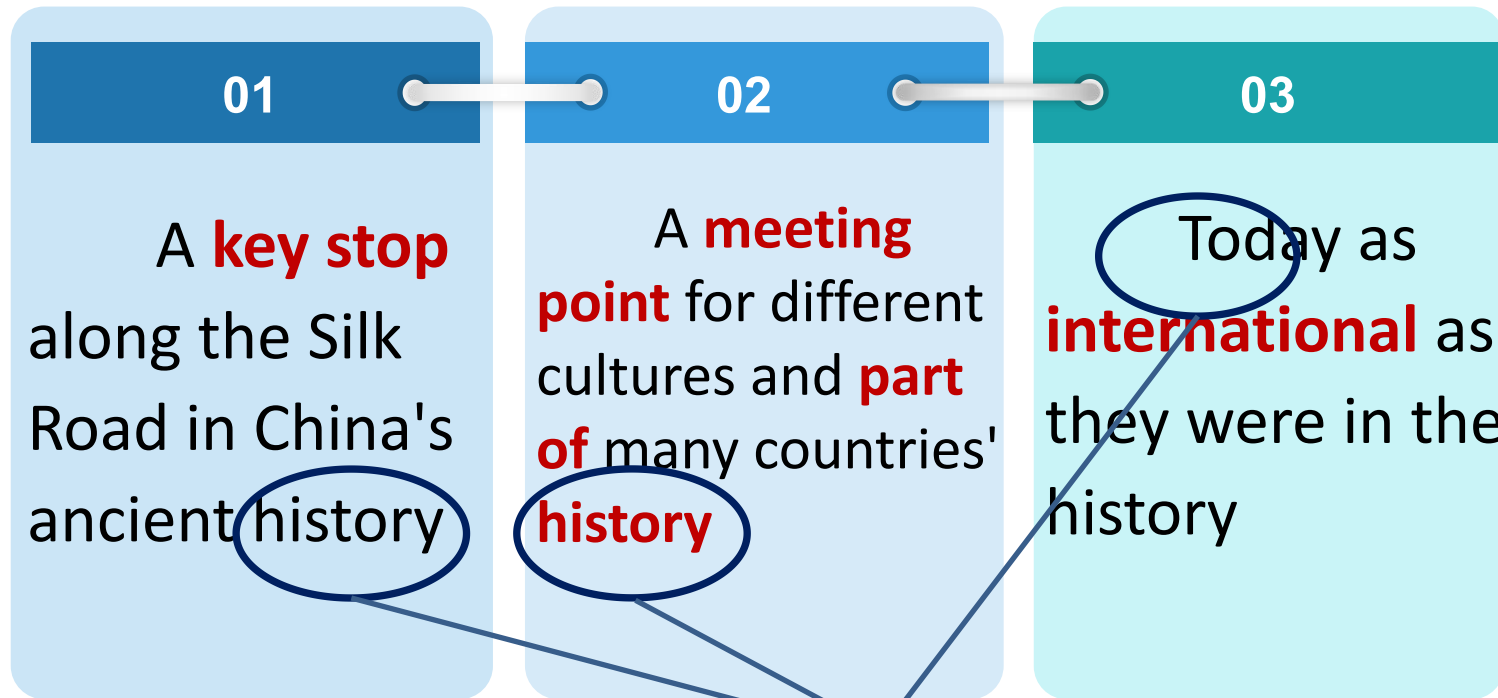 01
A key stop
along the Silk
Road in China's
ancient history
02
A meeting
point for different
cultures and part
of many countries'
history
03
Today as
international as
they were in the
history